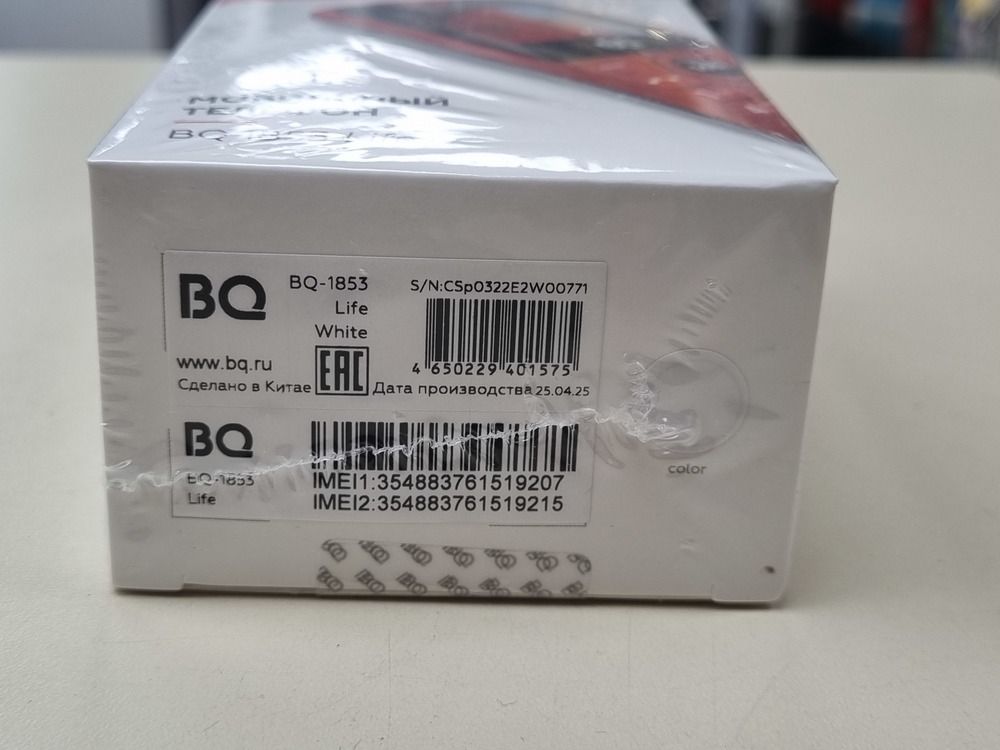 BQ
BQ-1853
Life
White
S/N:CSp0322E2W00771
4 650229 401575
www.bq.ru
Сделано в Китае
EAC
Дата производства 25.04.25
BQ
BQ-1853
Life
IMEI1:354883761519207
IMEI2:354883761519215
color